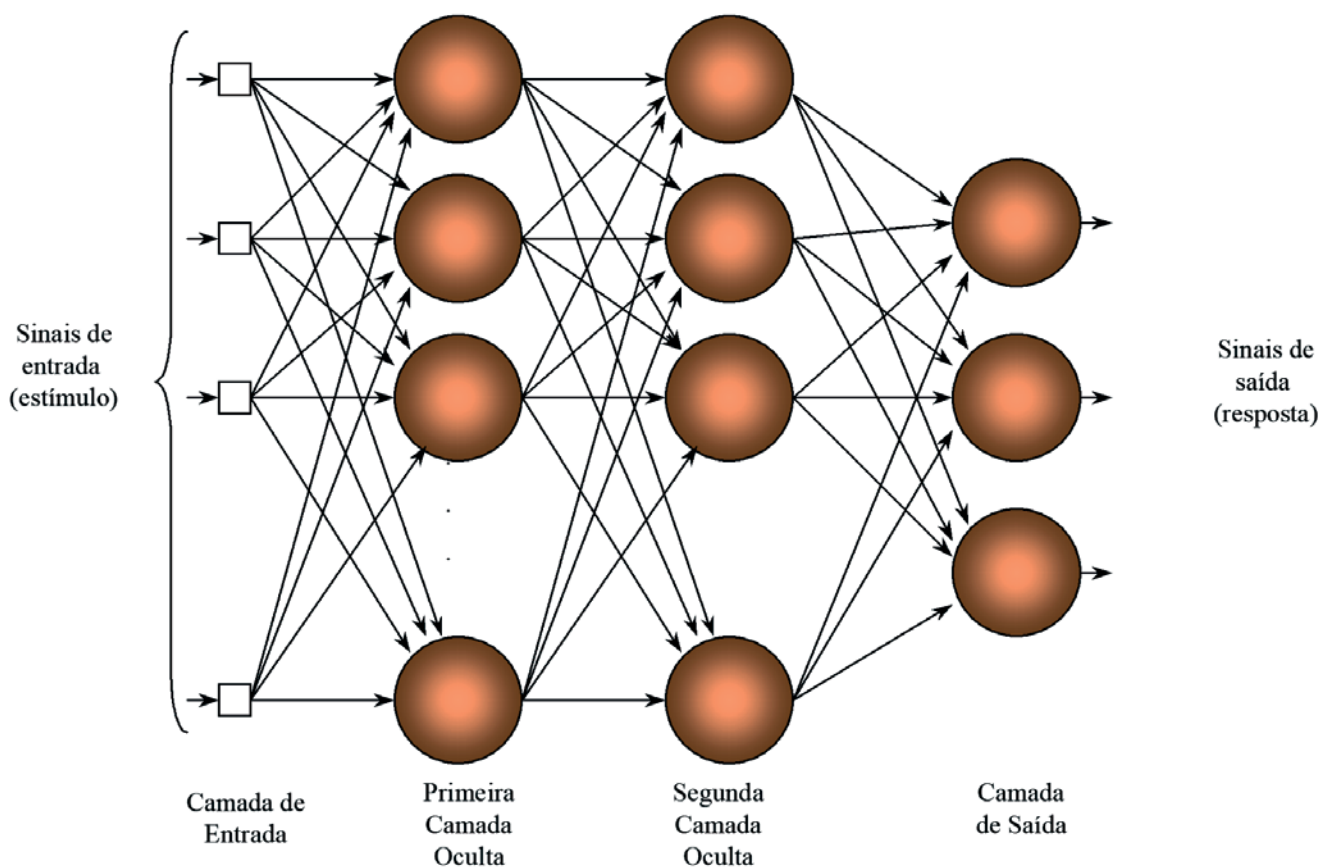 Sinais de
entrada
(estímulo)
Sinais de
saída
(resposta)
Camada de
Entrada
Primeira
Camada
Oculta
Segunda
Camada
Oculta
Camada
de Saída